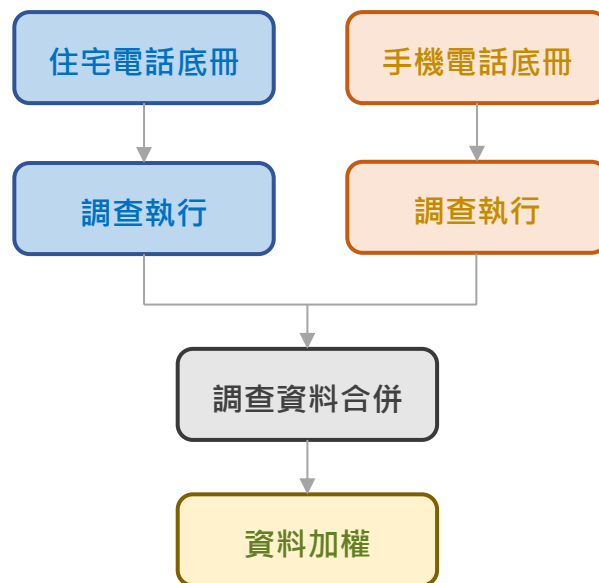 住宅電話底冊
手機電話底冊
調查執行
調查執行
調查資料合併
資料加權